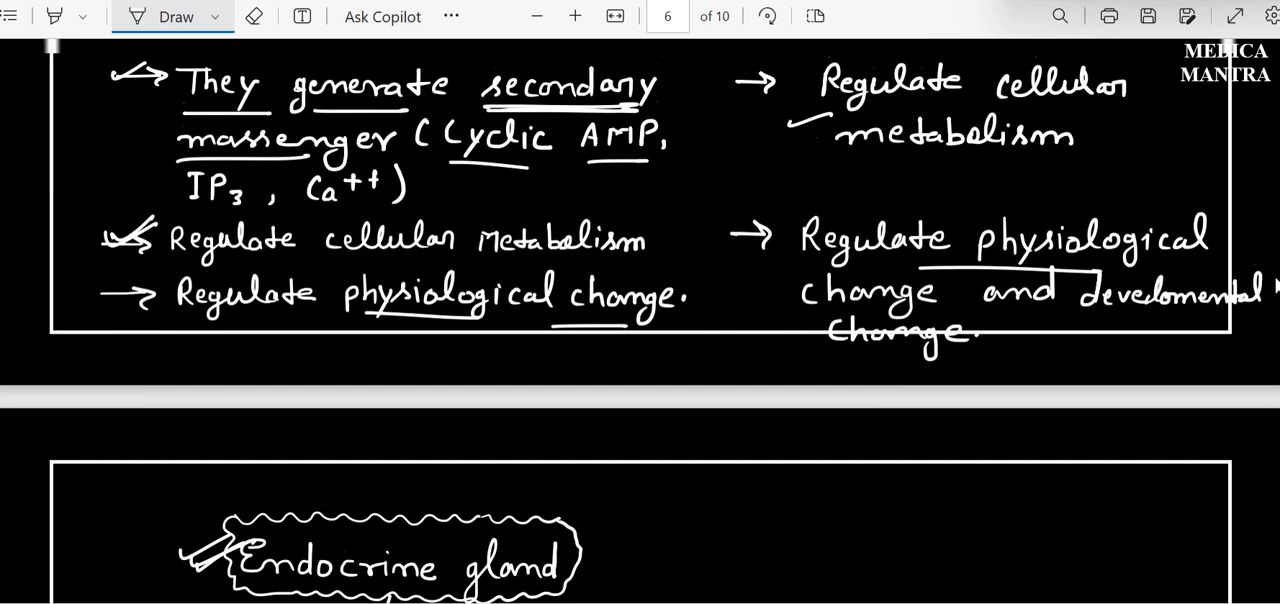 Draw
Ask Copilot
6 of 10
MEDICA
MANTRA
They generate secondary
massenger (Cyclic AMP,
IP3, Ca++)
Regulate cellular Metabolism
→ Regulate physiological change.
→ Regulate cellular
metabolism
→ Regulate physiological
change and develomental
change.
Endocrine gland